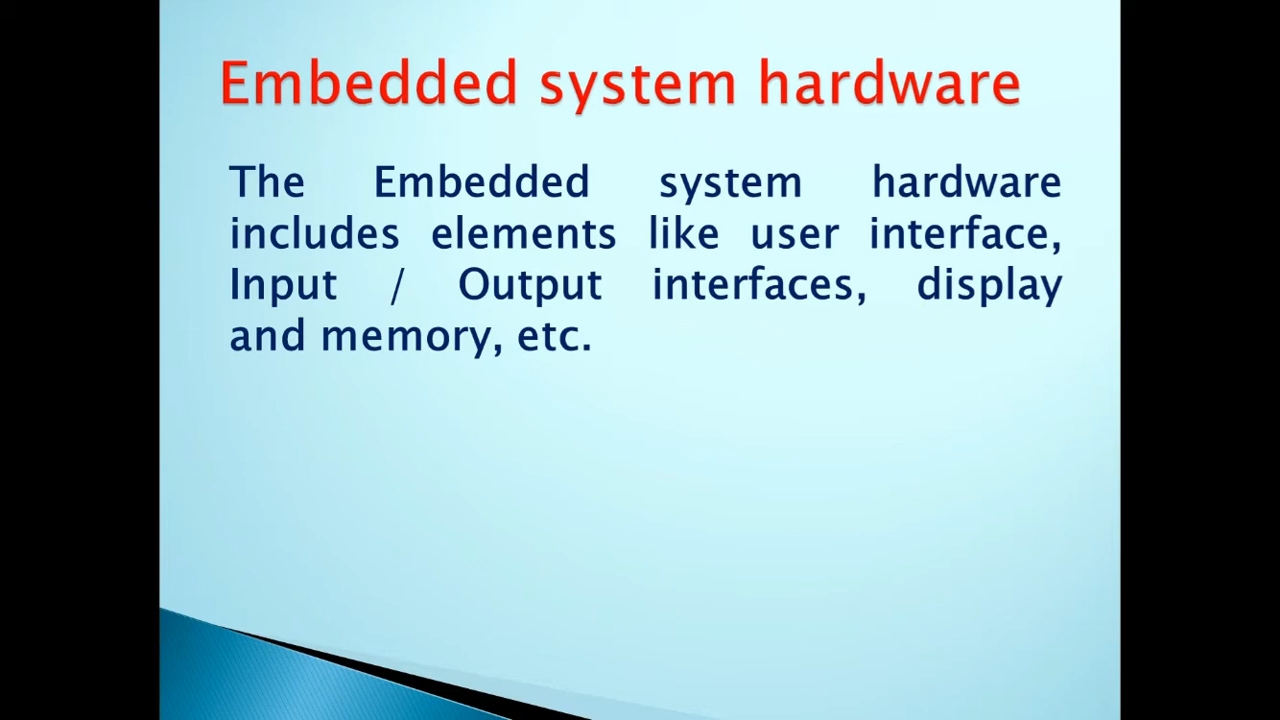 Embedded system hardware
The Embedded system hardware
includes elements like user interface,
Input / Output interfaces, display
and memory, etc.